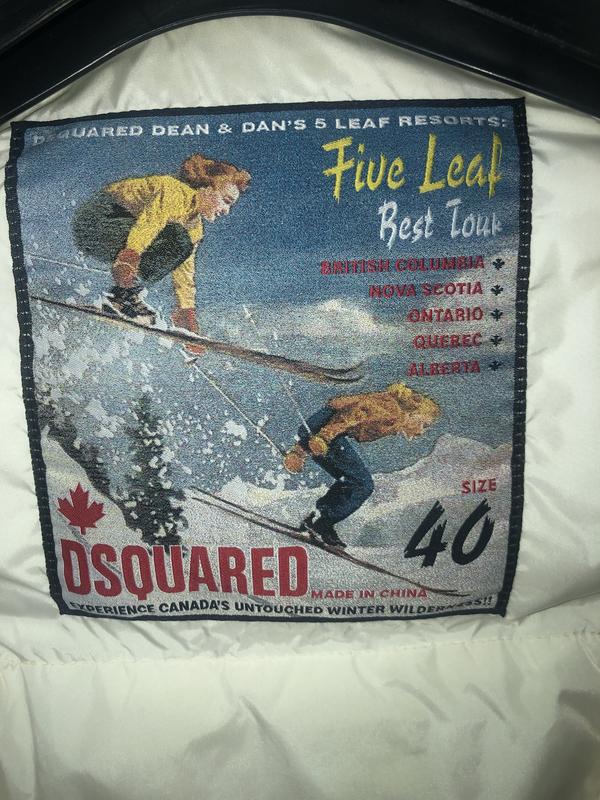 DSQUARED DEAN & DAN'S 5 LEAF RESORTS:
Five Leaf
Best Tour
BRITISH COLUMBIA
NOVA SCOTIA
ONTARIO
QUEBEC
ALBERTA
SIZE
40
DSQUARED
MADE IN CHINA
EXPERIENCE CANADA'S UNTOUCHED WINTER WILDERNESS!!